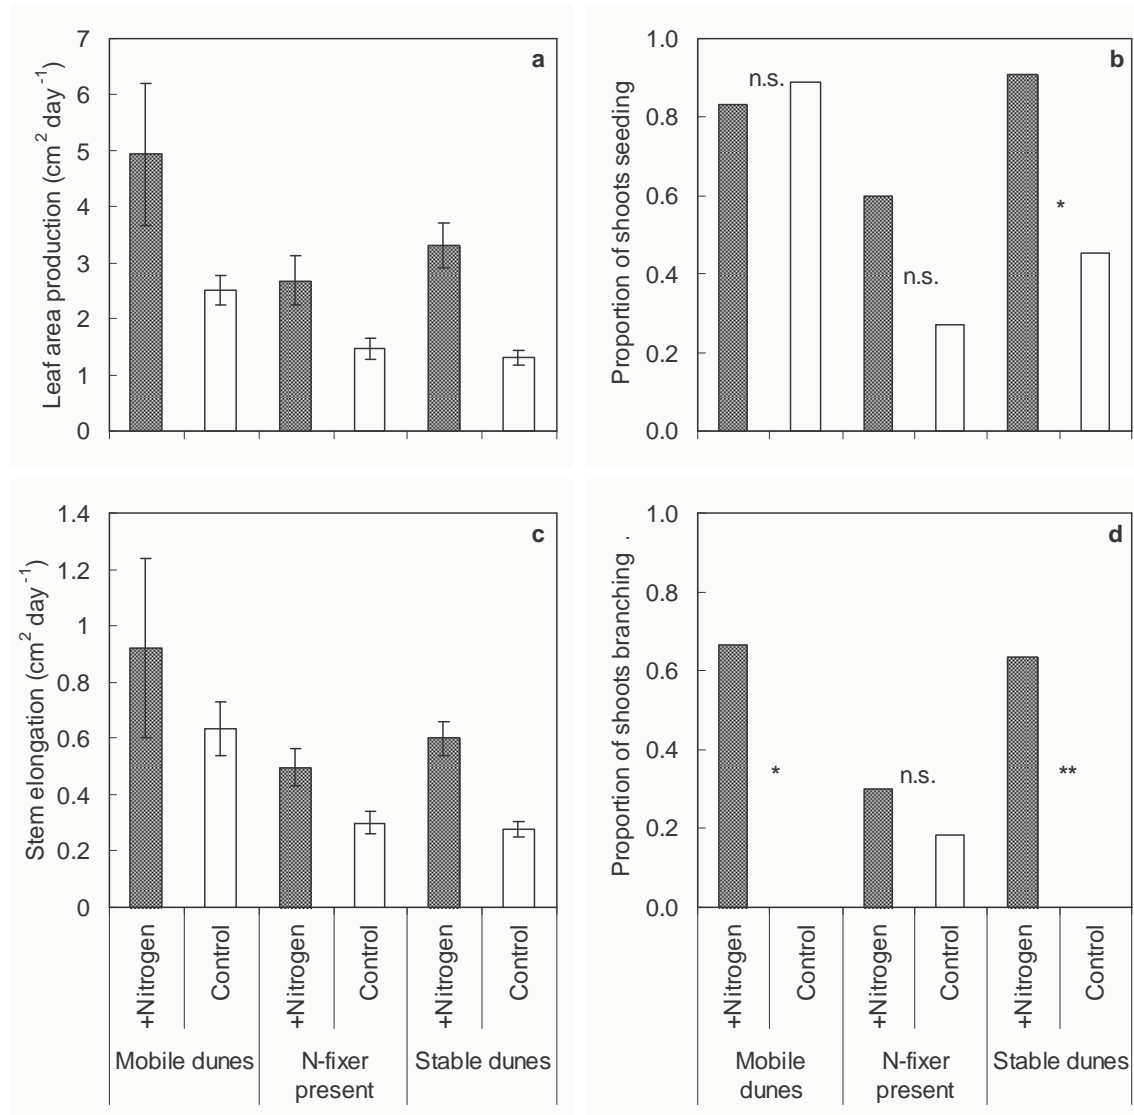 a
Leaf area production (cm² day⁻¹)
7
6
5
4
3
2
1
0
b
Proportion of shoots seeding
1.0
0.8
0.6
0.4
0.2
0.0
n.s.
n.s.
*
c
Stem elongation (cm² day⁻¹)
1.4
1.2
1
0.8
0.6
0.4
0.2
0
+Nitrogen
Control
+Nitrogen
Control
+Nitrogen
Control
Mobile dunes
N-fixer
present
Stable dunes
d
Proportion of shoots branching .
1.0
0.8
0.6
0.4
0.2
0.0
*
n.s.
**
+Nitrogen
Control
+Nitrogen
Control
+Nitrogen
Control
Mobile
dunes
N-fixer
present
Stable dunes